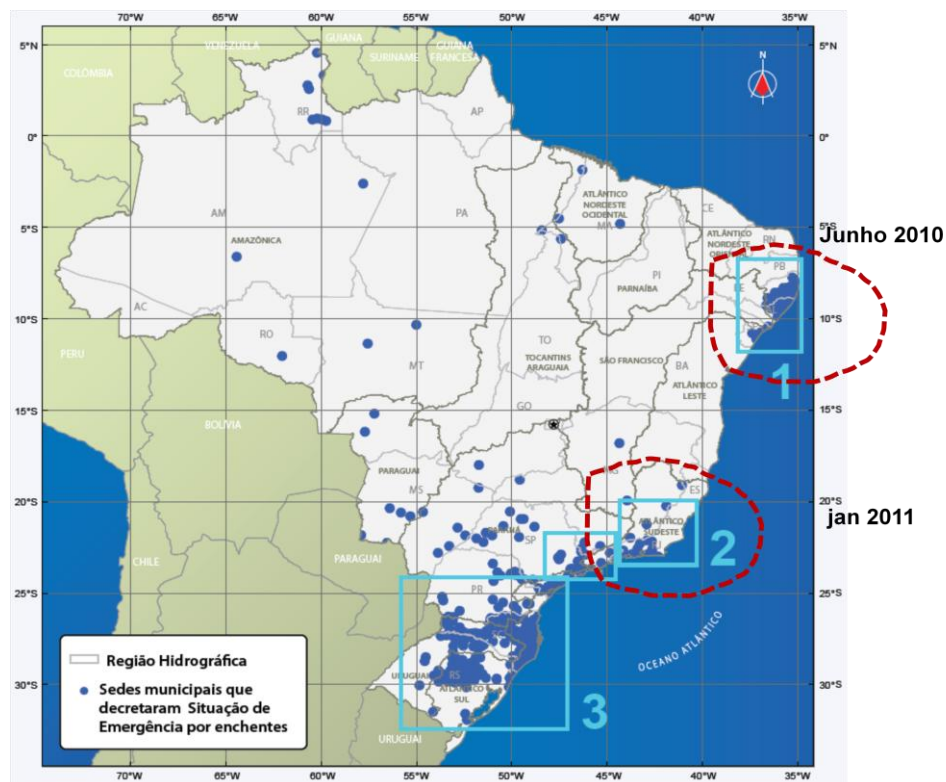 70°W 65°W 60°W 55°W 50°W 45°W 40°W 35°W
5°N
5°N
VENEZUELA
GUIANA
SURINAME
GUIANA
FRANCESA
COLÔMBIA
N
RR
AP
0°
0°
AM
PA
ATLÂNTICO
NORDESTE
OCIDENTAL
MA
CE
AMAZÔNICA
5°S
5°S
ATLÂNTICO
NORDESTE
ORIENTAL
RN
Junho 2010
PB
PE
PI
PARNAÍBA
AC
10°S
10°S
RO
TO
MT
TOCANTINS
ARAGUAIA
SÃO FRANCISCO
BA
ATLÂNTICO
LESTE
1
PERU
GO
15°S
15°S
BOLÍVIA
PARAGUAI
MS
MG
ES
20°S
20°S
PARANÁ
SP
ATLÂNTICO
SUDESTE
RJ
jan 2011
2
CHILE
PARAGUAI
25°S
25°S
PR
SC
OCEANO ATLÂNTICO
Região Hidrográfica
Sedes municipais que
decretaram Situação de
Emergência por enchentes
URUGUAI
RS
ATLÂNTICO
SUL
3
30°S
30°S
URUGUAI
70°W 65°W 60°W 55°W 50°W 45°W 40°W 35°W